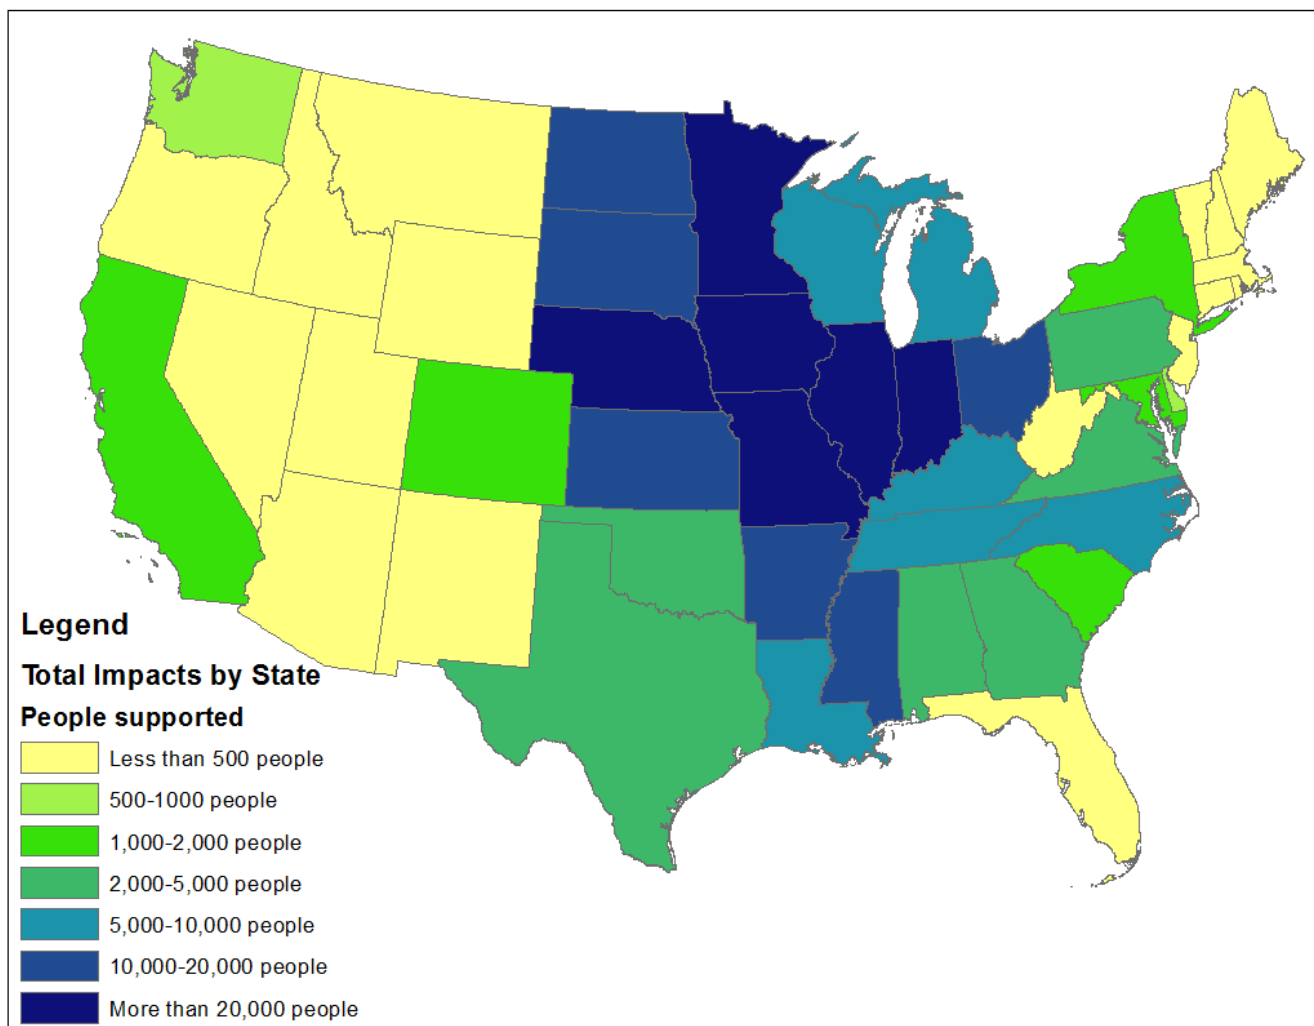 Legend
Total Impacts by State
People supported
Less than 500 people
500-1000 people
1,000-2,000 people
2,000-5,000 people
5,000-10,000 people
10,000-20,000 people
More than 20,000 people